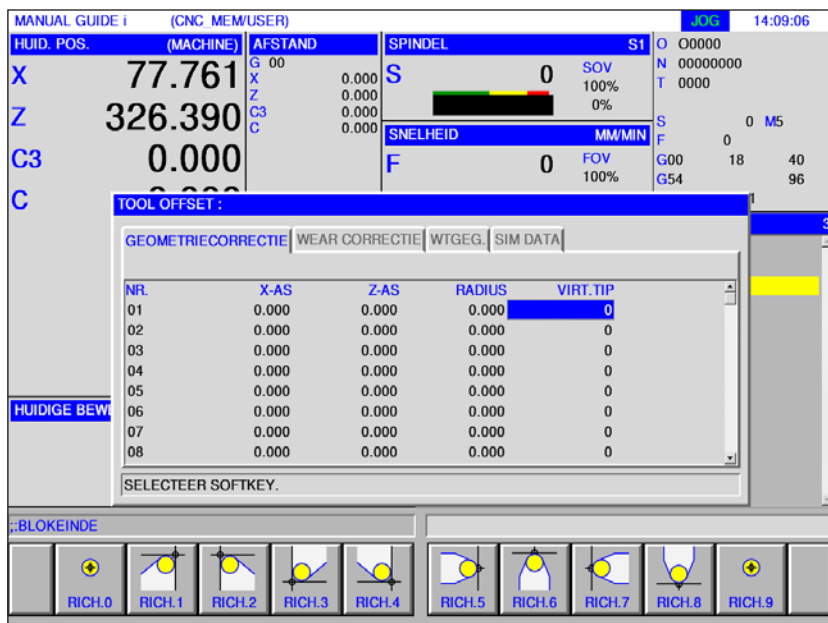 MANUAL GUIDE i (CNC_MEM/USER) JOG 14:09:06
HUID. POS. (MACHINE) AFSTAND SPINDEL S1 O O0000
N 00000000
T 0000
X 77.761
Z 326.390
C3 0.000
C
G 00
X 0.000
Z 0.000
C3 0.000
C 0.000
S 0 SOV
100%
0%
SNELHEID MM/MIN
F 0 FOV
100%
S 0 M5
F 0
G00 18 40
G54 96
TOOL OFFSET :
GEOMETRIECORRECTIE WEAR CORRECTIE WTGEG. SIM DATA
NR. X-AS Z-AS RADIUS VIRT.TIP
01 0.000 0.000 0.000 0
02 0.000 0.000 0.000 0
03 0.000 0.000 0.000 0
04 0.000 0.000 0.000 0
05 0.000 0.000 0.000 0
06 0.000 0.000 0.000 0
07 0.000 0.000 0.000 0
08 0.000 0.000 0.000 0
SELECTEER SOFTKEY.
HUIDIGE
;:BLOKEINDE
RICH.0 RICH.1 RICH.2 RICH.3 RICH.4 RICH.5 RICH.6 RICH.7 RICH.8 RICH.9